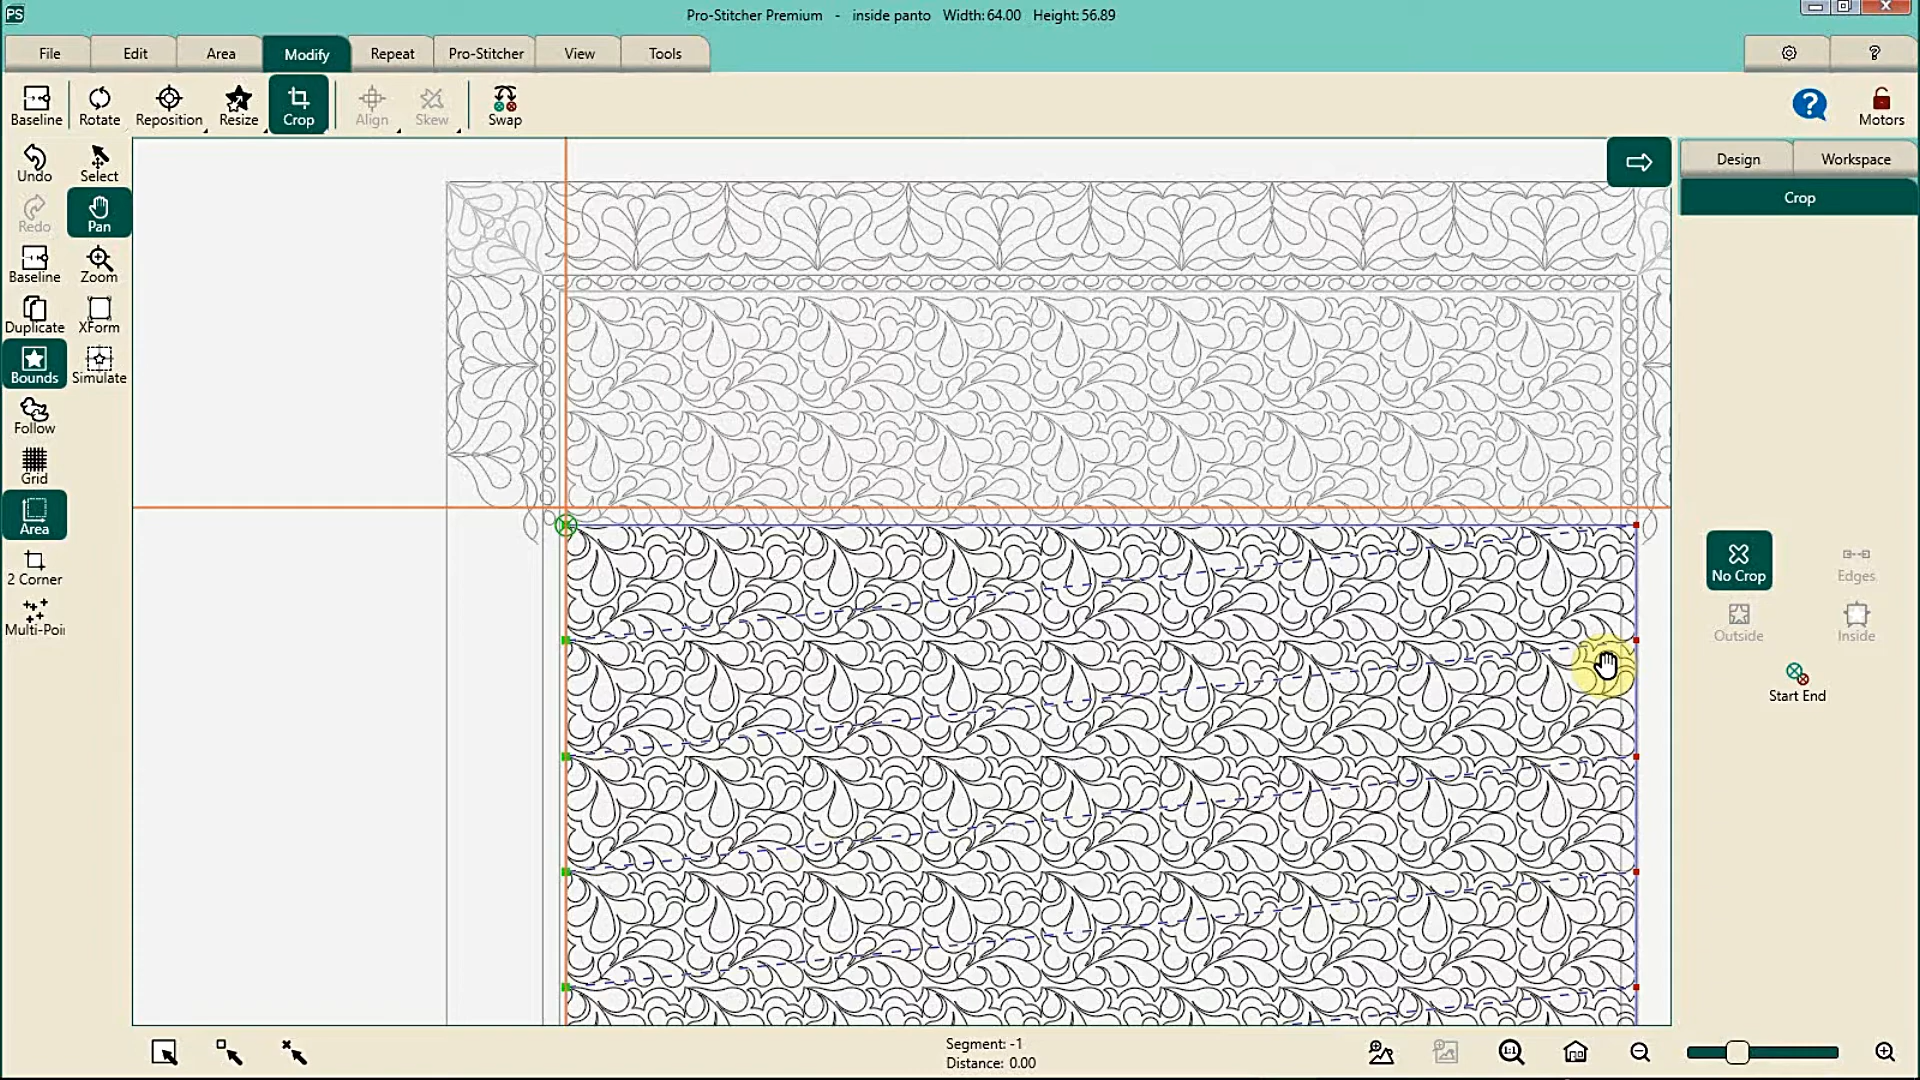 PS
Pro-Stitcher Premium - inside panto Width: 64.00 Height: 56.89
File Edit Area Modify Repeat Pro-Stitcher View Tools ?
Baseline Rotate Reposition Resize Crop Align Skew Swap ? Motors
Undo Select
Redo Pan
Baseline Zoom
Duplicate XForm
Bounds Simulate
Follow
Grid
Area
2 Corner
Multi-Poi
Design Workspace
Crop
No Crop Edges
Outside Inside
Start End
Segment: -1
Distance: 0.00
1:1